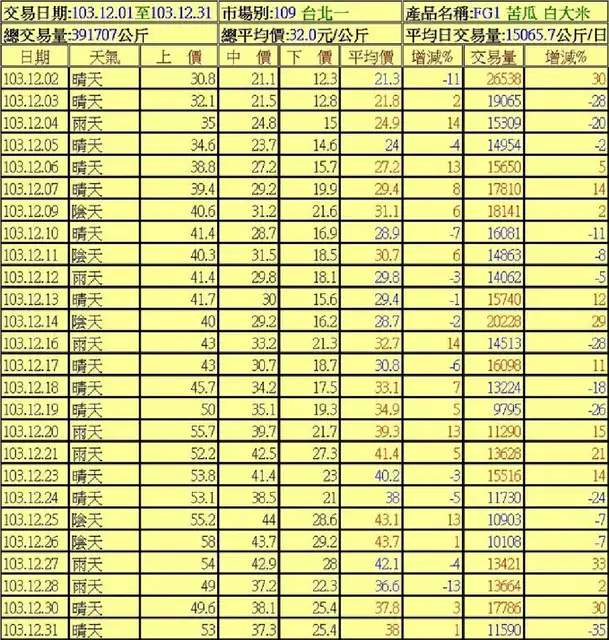 交易日期:103.12.01至103.12.31 市場別:109 台北一 產品名稱:FG1 苦瓜 白大米
總交易量:391707公斤 總平均價:32.0元/公斤 平均日交易量:15065.7公斤/日
日期 天氣 上 價 中 價 下 價 平均價 增減% 交易量 增減%
103.12.02 晴天 30.8 21.1 12.3 21.3 -11 26538 30
103.12.03 晴天 32.1 21.5 12.8 21.8 2 19065 -28
103.12.04 雨天 35 24.8 15 24.9 14 15309 -20
103.12.05 晴天 34.6 23.7 14.6 24 -4 14954 -2
103.12.06 晴天 38.8 27.2 15.7 27.2 13 15650 5
103.12.07 晴天 39.4 29.2 19.9 29.4 8 17810 14
103.12.09 陰天 40.6 31.2 21.6 31.1 6 18141 2
103.12.10 晴天 41.4 28.7 16.9 28.9 -7 16081 -11
103.12.11 陰天 40.3 31.5 18.5 30.7 6 14863 -8
103.12.12 雨天 41.4 29.8 18.1 29.8 -3 14062 -5
103.12.13 晴天 41.7 30 15.6 29.4 -1 15740 12
103.12.14 陰天 40 29.2 16.2 28.7 -2 20228 29
103.12.16 雨天 43 33.2 21.3 32.7 14 14513 -28
103.12.17 晴天 43 30.7 18.7 30.8 -6 16098 11
103.12.18 晴天 45.7 34.2 17.5 33.1 7 13224 -18
103.12.19 晴天 50 35.1 19.3 34.9 5 9795 -26
103.12.20 雨天 55.7 39.7 21.7 39.3 13 11290 15
103.12.21 雨天 52.2 42.5 27.3 41.4 5 13628 21
103.12.23 晴天 53.8 41.4 23 40.2 -3 15516 14
103.12.24 晴天 53.1 38.5 21 38 -5 11730 -24
103.12.25 陰天 55.2 44 28.6 43.1 13 10903 -7
103.12.26 陰天 58 43.7 29.2 43.7 1 10108 -7
103.12.27 雨天 54 42.9 28 42.1 -4 13421 33
103.12.28 雨天 49 37.2 22.3 36.6 -13 13664 2
103.12.30 晴天 49.6 38.1 25.4 37.8 3 17786 30
103.12.31 晴天 53 37.3 25.4 38 1 11590 -35